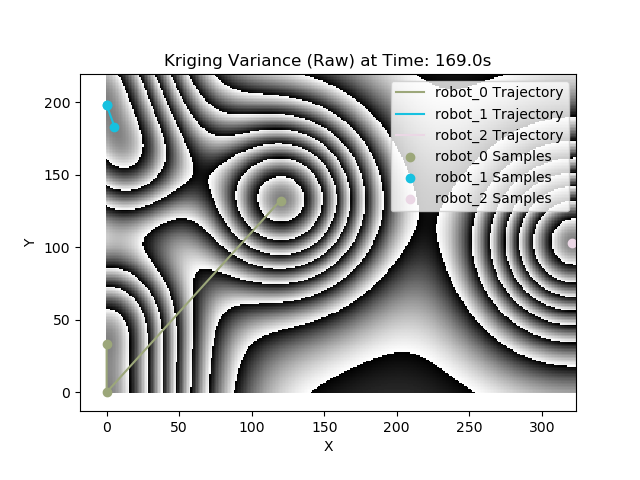 Kriging Variance (Raw) at Time: 169.0s
robot_0 Trajectory
robot_1 Trajectory
robot_2 Trajectory
robot_0 Samples
robot_1 Samples
robot_2 Samples
Y
200
150
100
50
0
0 50 100 150 200 250 300
X